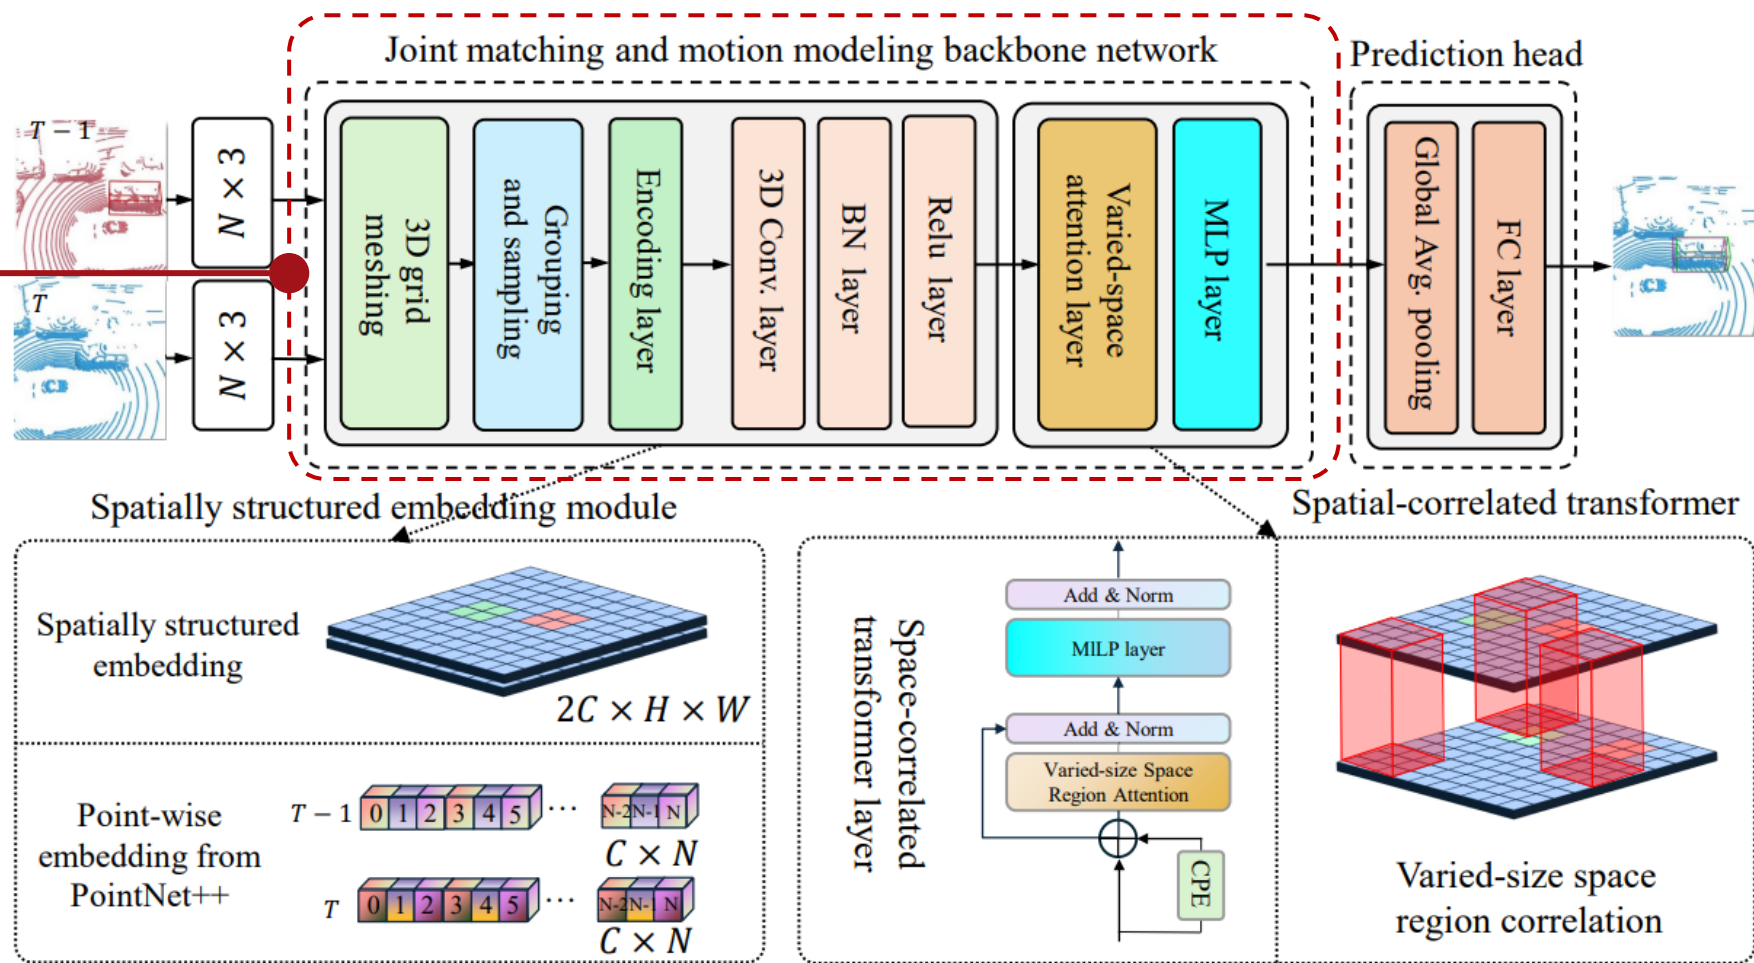 Joint matching and motion modeling backbone network
Prediction head
T − 1
N × 3
T
N × 3
3D grid
meshing
Grouping
and sampling
Encoding layer
3D Conv. layer
BN layer
Relu layer
Varied-space
attention layer
MLP layer
Global Avg. pooling
FC layer
Spatially structured embedding module
Spatial-correlated transformer
Spatially structured
embedding
2C × H × W
Point-wise
embedding from
PointNet++
T − 1
0 1 2 3 4 5 ... N-2 N-1 N
C × N
T
0 1 2 3 4 5 ... N-2 N-1 N
C × N
Space-correlated
transformer layer
Add & Norm
MlLP layer
Add & Norm
Varied-size Space
Region Attention
CPE
Varied-size space
region correlation